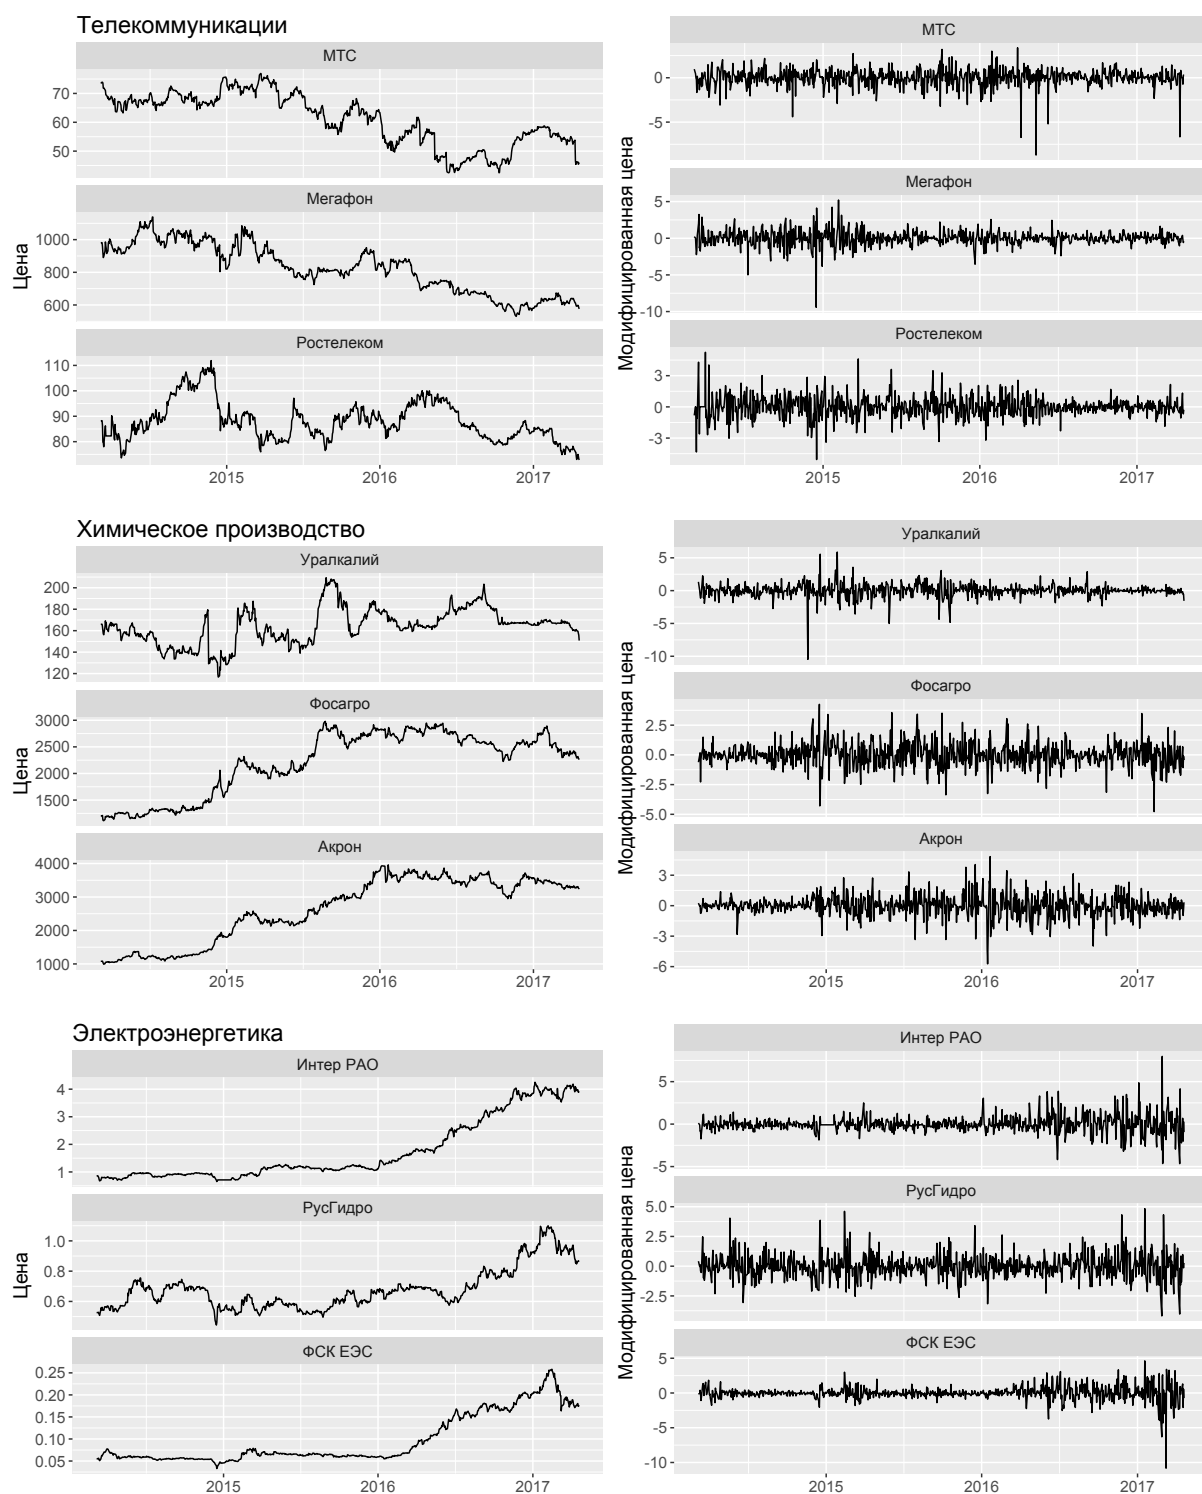 Телекоммуникации
МТС
70
60
50
Мегафон
1000
800
600
Ростелеком
110
100
90
80
2015 2016 2017
Цена
МТС
0
-5
Мегафон
5
0
-5
-10
Ростелеком
3
0
-3
2015 2016 2017
Модифицированная цена
Химическое производство
Уралкалий
200
180
160
140
120
Фосагро
3000
2500
2000
1500
Акрон
4000
3000
2000
1000
2015 2016 2017
Цена
Уралкалий
5
0
-5
-10
Фосагро
2.5
0.0
-2.5
-5.0
Акрон
3
0
-3
-6
2015 2016 2017
Модифицированная цена
Электроэнергетика
Интер РАО
4
3
2
1
РусГидро
1.0
0.8
0.6
ФСК ЕЭС
0.25
0.20
0.15
0.10
0.05
2015 2016 2017
Цена
Интер РАО
5
0
-5
РусГидро
5.0
2.5
0.0
-2.5
ФСК ЕЭС
5
0
-5
-10
2015 2016 2017
Модифицированная цена